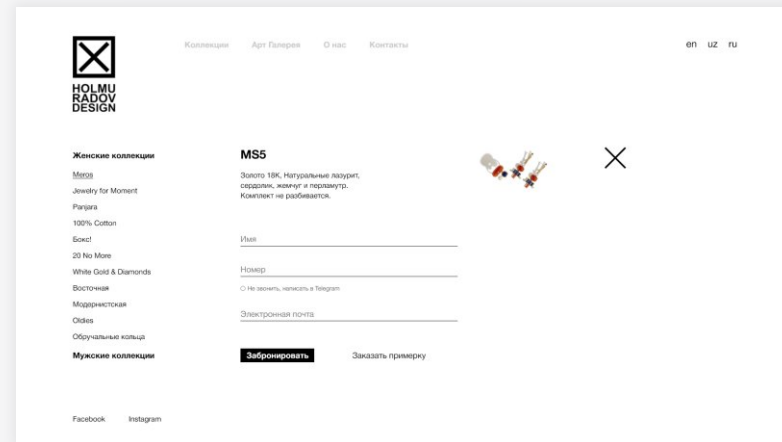 HOLMU
RADOV
DESIGN
Коллекции Арт Галерея О нас Контакты
en uz ru
Женские коллекции
Meros
Jewelry for Moment
Panjara
100% Cotton
Бокс!
20 No More
White Gold & Diamonds
Восточная
Модернистская
Oldies
Обручальные кольца
Мужские коллекции
MS5
Золото 18K, Натуральные лазурит,
сердолик, жемчуг и перламутр.
Комплект не разбивается.
Имя
Номер
Не звонить, написать в Telegram
Электронная почта
Забронировать Заказать примерку
Facebook Instagram